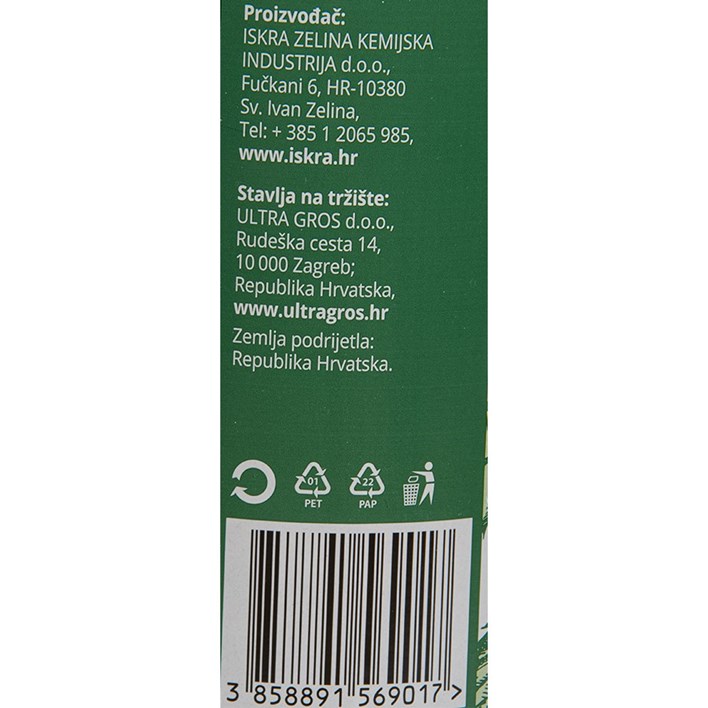 Proizvođač:
ISKRA ZELINA KEMIJSKA
INDUSTRIJA d.o.o.,
Fučkani 6, HR-10380
Sv. Ivan Zelina,
Tel: + 385 1 2065 985,
www.iskra.hr
Stavlja na tržište:
ULTRA GROS d.o.o.,
Rudeška cesta 14,
10 000 Zagreb;
Republika Hrvatska,
www.ultragros.hr
Zemlja podrijetla:
Republika Hrvatska.
01 22
PET PAP
3 858891 569017 >